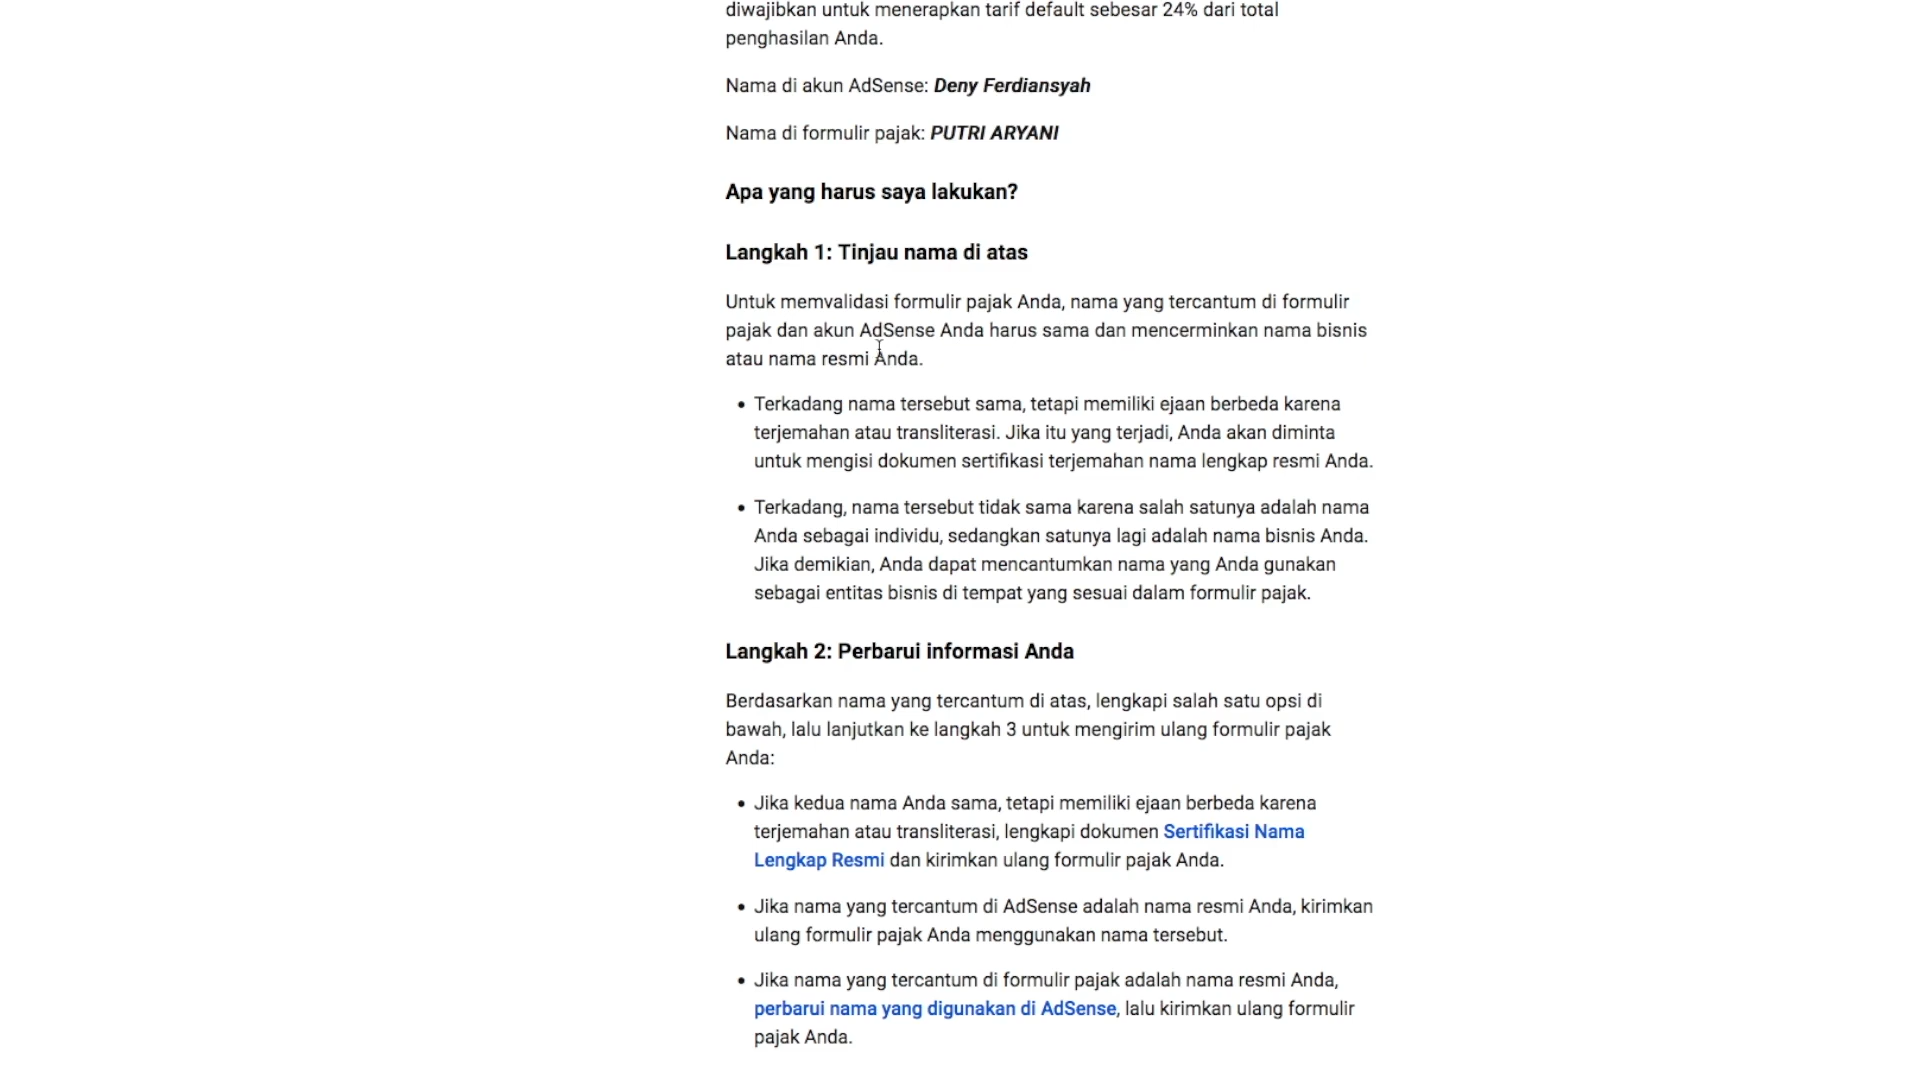 diwajibkan untuk menerapkan tarif default sebesar 24% dari total
penghasilan Anda.
Nama di akun AdSense: Deny Ferdiansyah
Nama di formulir pajak: PUTRI ARYANI
Apa yang harus saya lakukan?
Langkah 1: Tinjau nama di atas
Untuk memvalidasi formulir pajak Anda, nama yang tercantum di formulir
pajak dan akun AdSense Anda harus sama dan mencerminkan nama bisnis
atau nama resmi Anda.
• Terkadang nama tersebut sama, tetapi memiliki ejaan berbeda karena
terjemahan atau transliterasi. Jika itu yang terjadi, Anda akan diminta
untuk mengisi dokumen sertifikasi terjemahan nama lengkap resmi Anda.
• Terkadang, nama tersebut tidak sama karena salah satunya adalah nama
Anda sebagai individu, sedangkan satunya lagi adalah nama bisnis Anda.
Jika demikian, Anda dapat mencantumkan nama yang Anda gunakan
sebagai entitas bisnis di tempat yang sesuai dalam formulir pajak.
Langkah 2: Perbarui informasi Anda
Berdasarkan nama yang tercantum di atas, lengkapi salah satu opsi di
bawah, lalu lanjutkan ke langkah 3 untuk mengirim ulang formulir pajak
Anda:
• Jika kedua nama Anda sama, tetapi memiliki ejaan berbeda karena
terjemahan atau transliterasi, lengkapi dokumen Sertifikasi Nama
Lengkap Resmi dan kirimkan ulang formulir pajak Anda.
• Jika nama yang tercantum di AdSense adalah nama resmi Anda, kirimkan
ulang formulir pajak Anda menggunakan nama tersebut.
• Jika nama yang tercantum di formulir pajak adalah nama resmi Anda,
perbarui nama yang digunakan di AdSense, lalu kirimkan ulang formulir
pajak Anda.